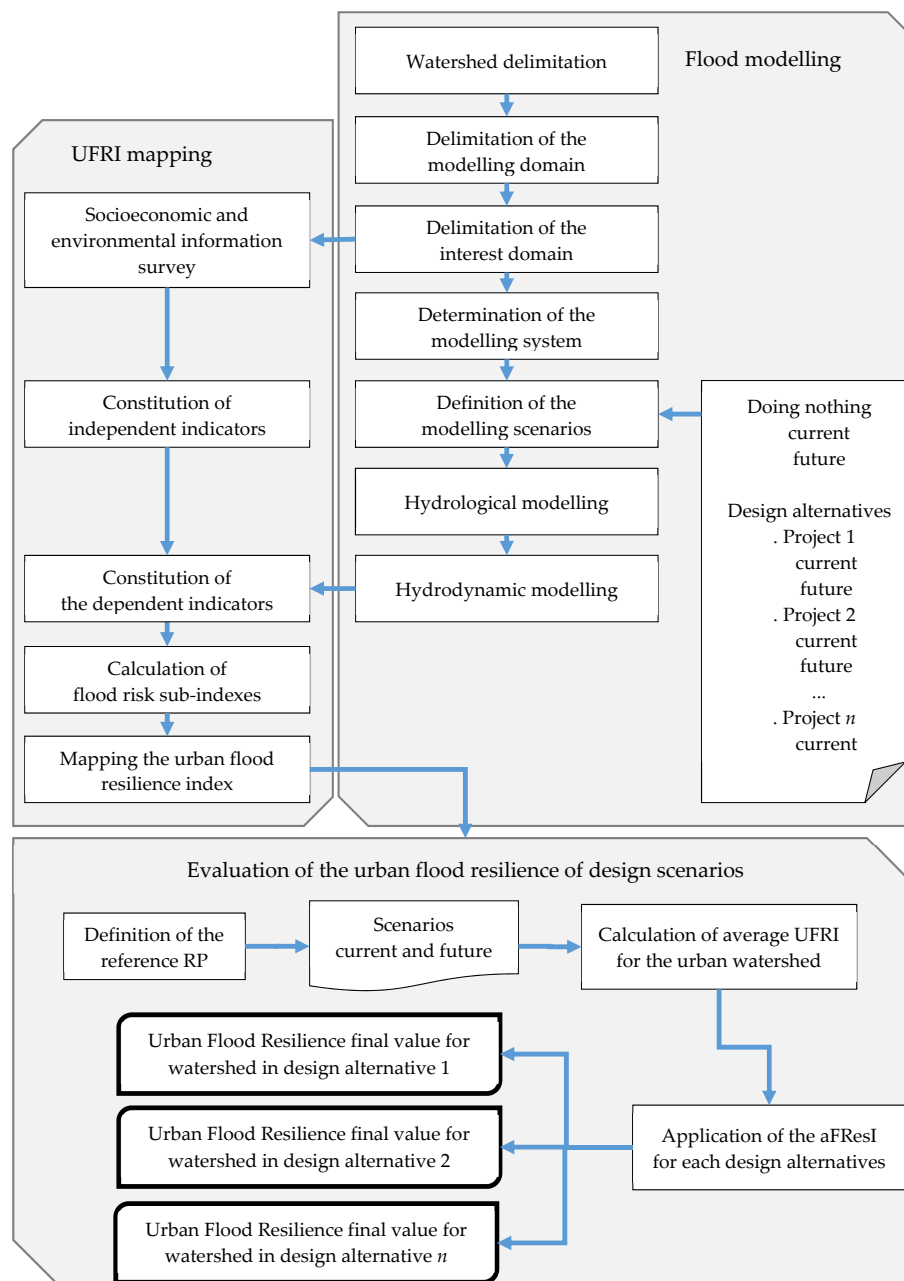 Flood modelling
Watershed delimitation
Delimitation of the
modelling domain
Delimitation of the
interest domain
Determination of the
modelling system
Definition of the
modelling scenarios
Hydrological modelling
Hydrodynamic modelling
Doing nothing
current
future
Design alternatives
. Project 1
current
future
. Project 2
current
future
...
. Project n
current
UFRI mapping
Socioeconomic and
environmental information
survey
Constitution of
independent indicators
Constitution of
the dependent indicators
Calculation of
flood risk sub-indexes
Mapping the urban flood
resilience index
Evaluation of the urban flood resilience of design scenarios
Definition of the
reference RP
Scenarios
current and future
Calculation of average UFRI
for the urban watershed
Application of the aFResI
for each design alternatives
Urban Flood Resilience final value for
watershed in design alternative 1
Urban Flood Resilience final value for
watershed in design alternative 2
Urban Flood Resilience final value for
watershed in design alternative n